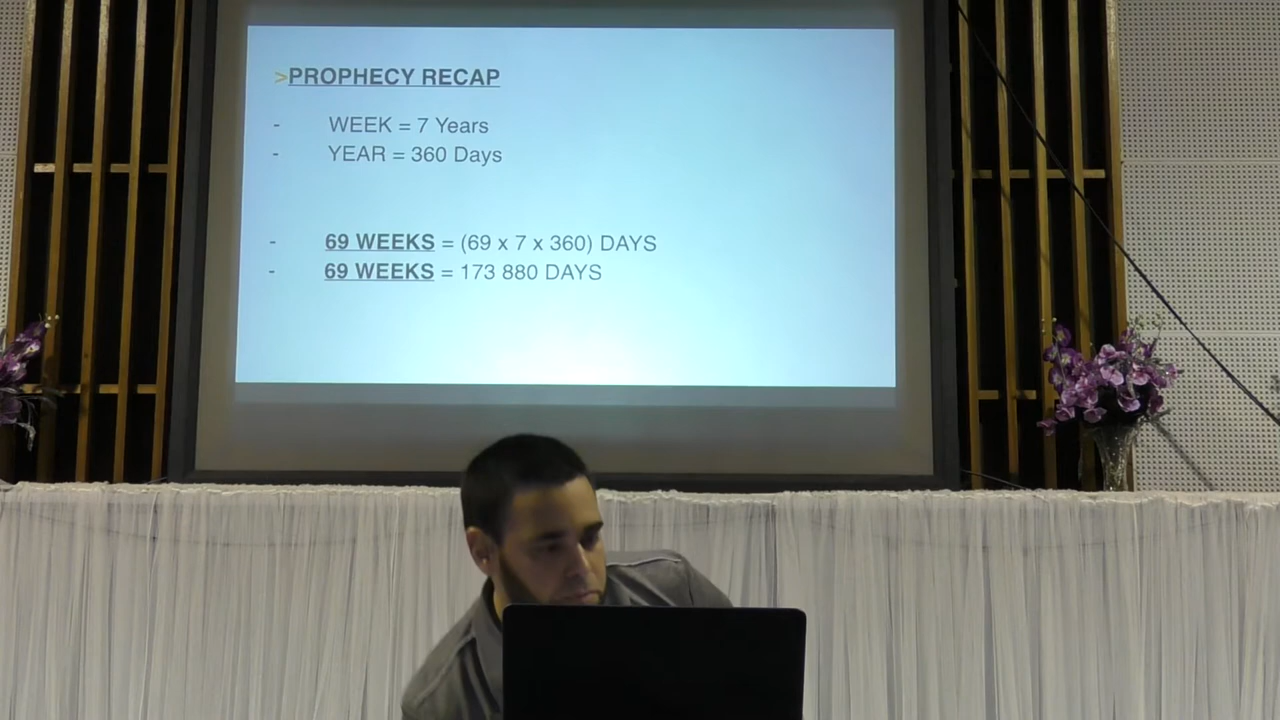 >PROPHECY RECAP
- WEEK = 7 Years
- YEAR = 360 Days
- 69 WEEKS = (69 x 7 x 360) DAYS
- 69 WEEKS = 173 880 DAYS